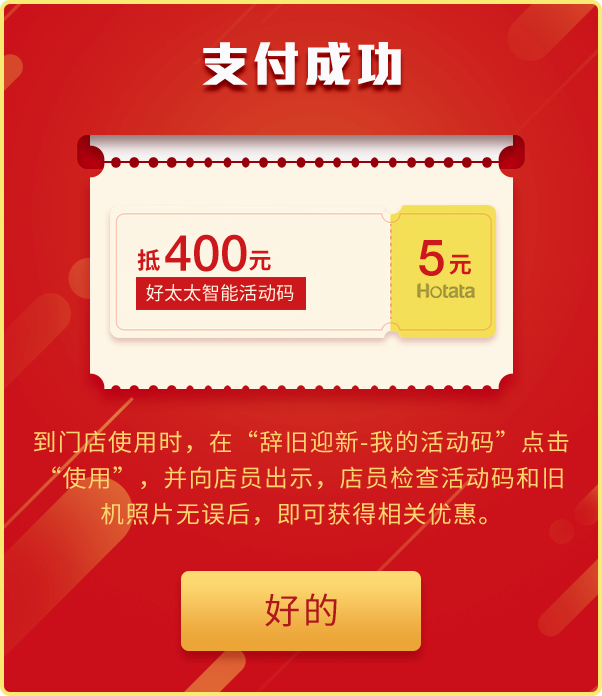 支付成功
抵400元
好太太智能活动码
5元
Hotata
到门店使用时，在“辞旧迎新-我的活动码”点击
“使用”，并向店员出示，店员检查活动码和旧
机照片无误后，即可获得相关优惠。
好的